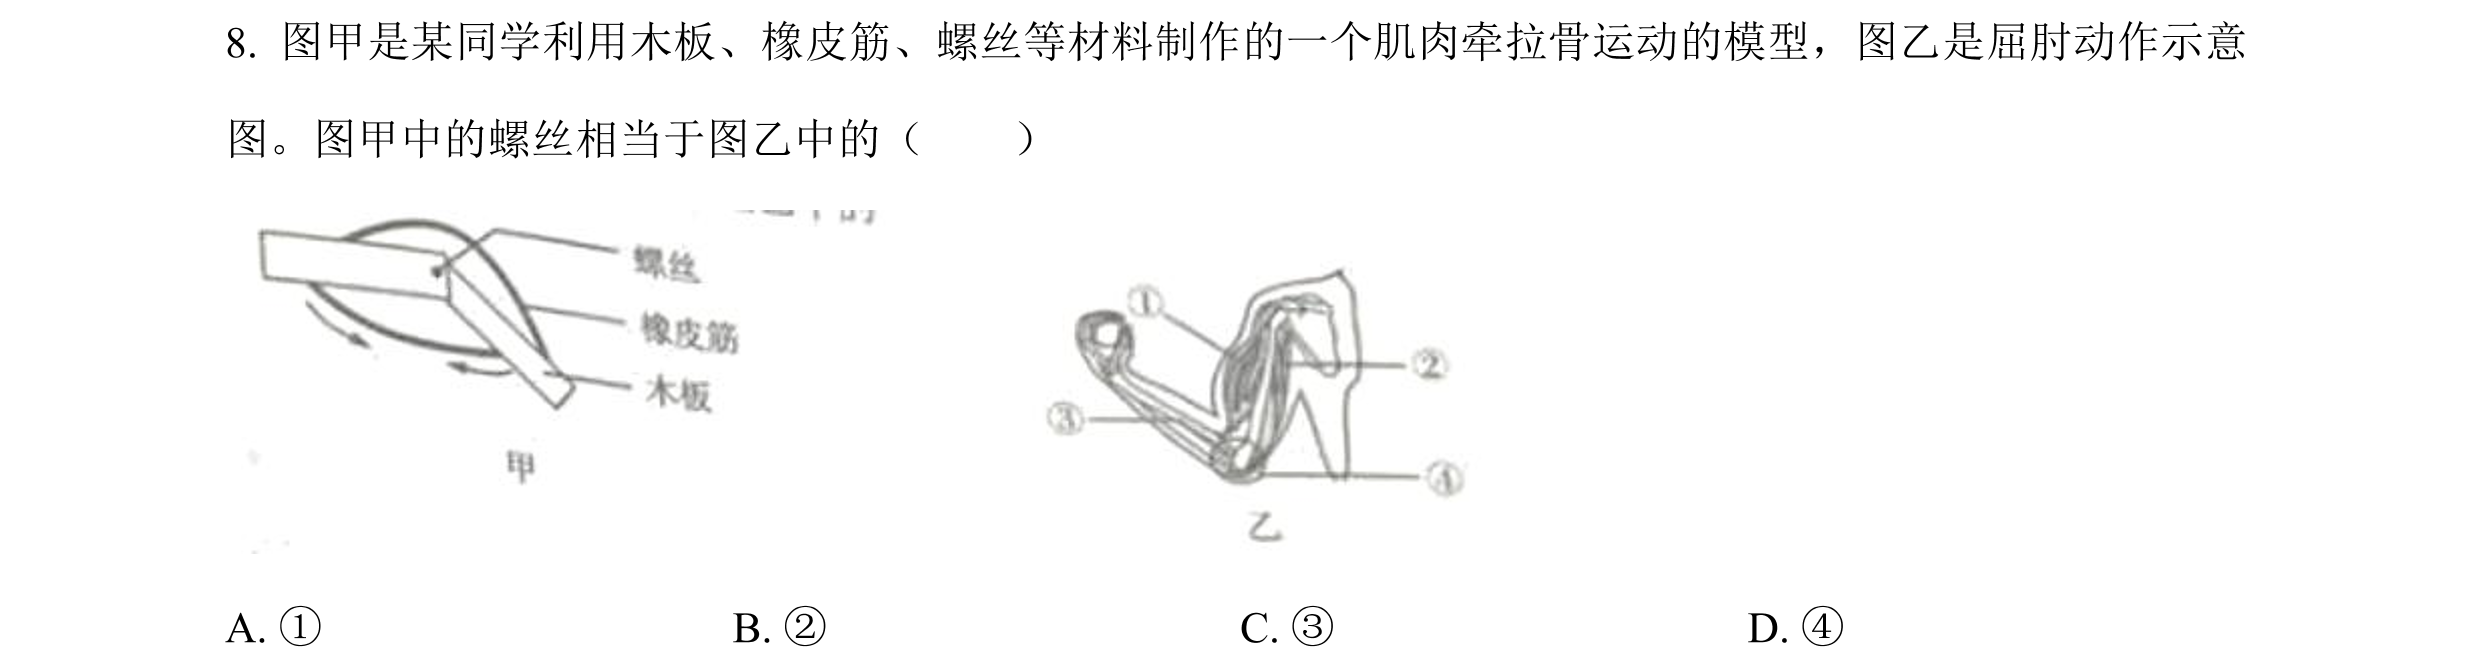 8. 图甲是某同学利用木板、橡皮筋、螺丝等材料制作的一个肌肉牵拉骨运动的模型，图乙是屈肘动作示意
图。图甲中的螺丝相当于图乙中的（　　）
螺丝
橡皮筋
木板
甲
①
②
③
④
乙
A. ①　B. ②　C. ③　D. ④